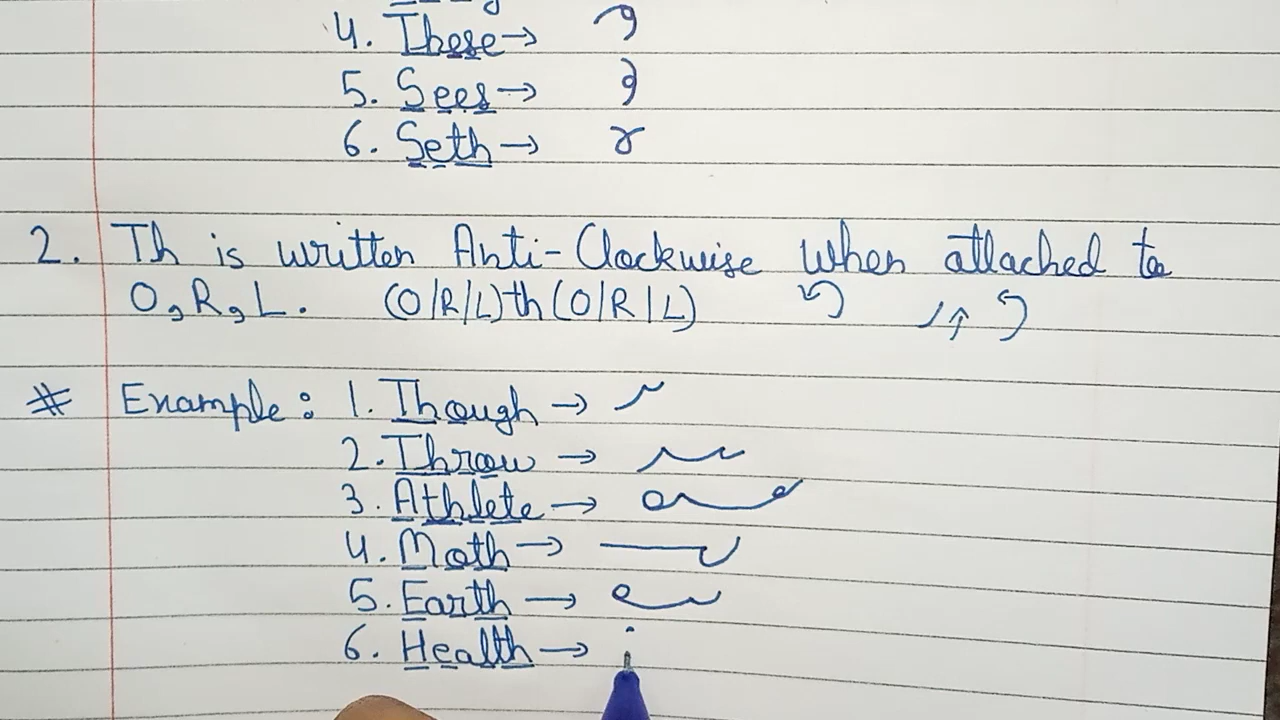 4. These →
5. Sees →
6. Seth →
2. Th is written Anti-Clockwise when attached to
O, R, L. (O/R/L)th(O/R/L)
# Example: 1. Though →
2. Throw →
3. Athlete →
4. Moth →
5. Earth →
6. Health →